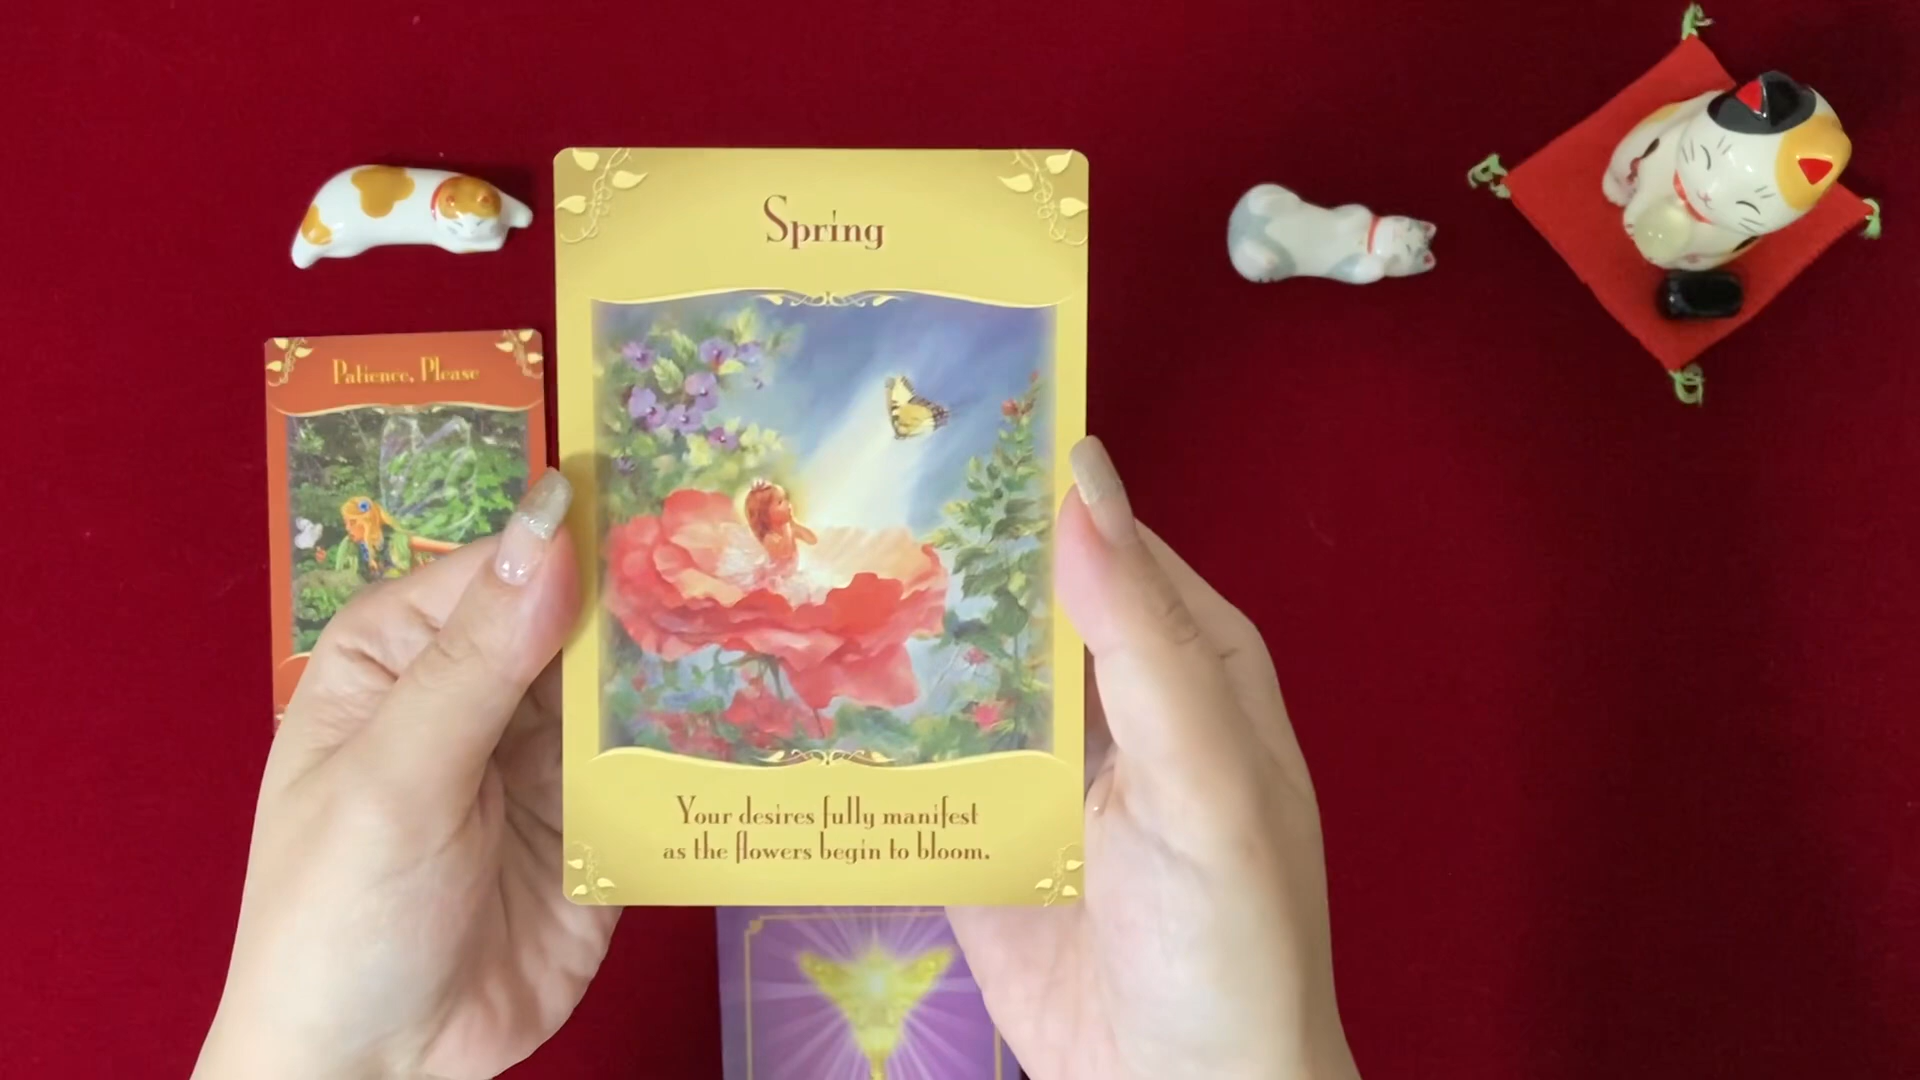 Spring
Your desires fully manifest
as the flowers begin to bloom.
Patience, Please